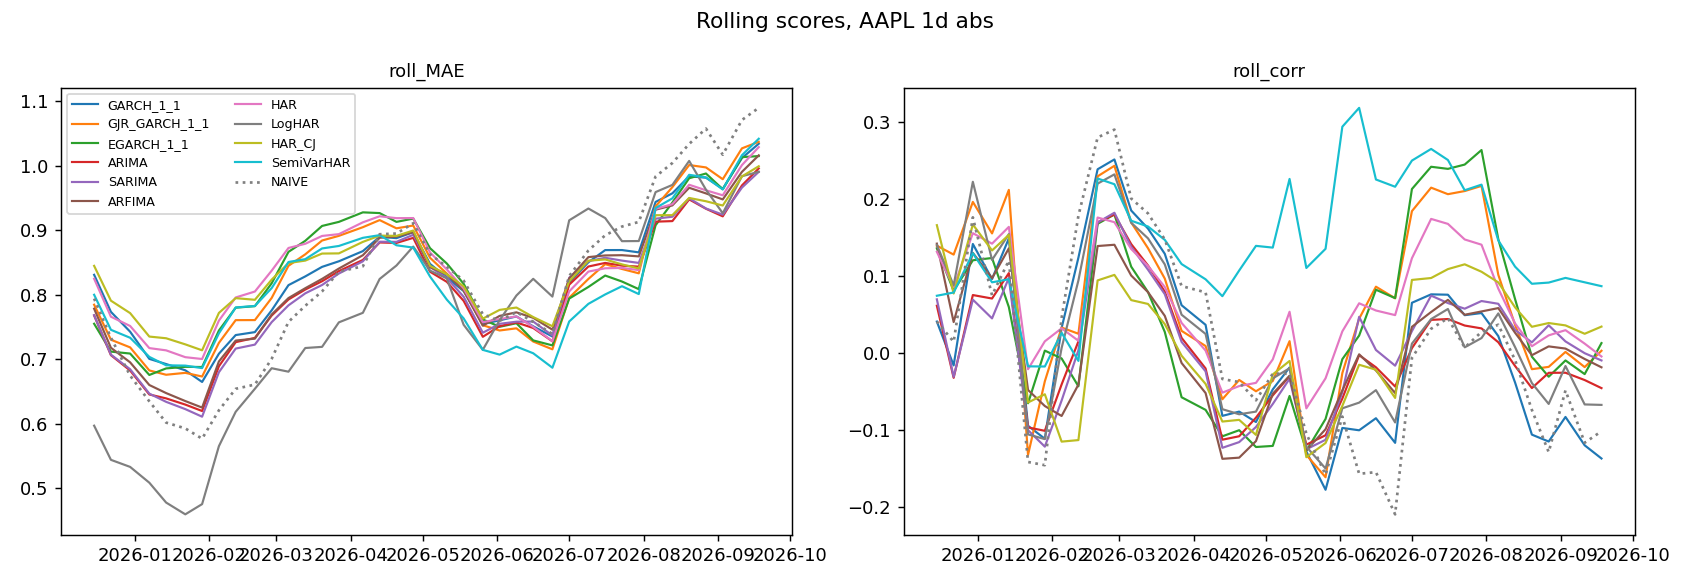 Rolling scores, AAPL 1d abs
roll_MAE
GARCH_1_1
GJR_GARCH_1_1
EGARCH_1_1
ARIMA
SARIMA
ARFIMA
HAR
LogHAR
HAR_CJ
SemiVarHAR
NAIVE
1.1
1.0
0.9
0.8
0.7
0.6
0.5
2026-01
2026-02
2026-03
2026-04
2026-05
2026-06
2026-07
2026-08
2026-09
2026-10
roll_corr
0.3
0.2
0.1
0.0
−0.1
−0.2
2026-01
2026-02
2026-03
2026-04
2026-05
2026-06
2026-07
2026-08
2026-09
2026-10